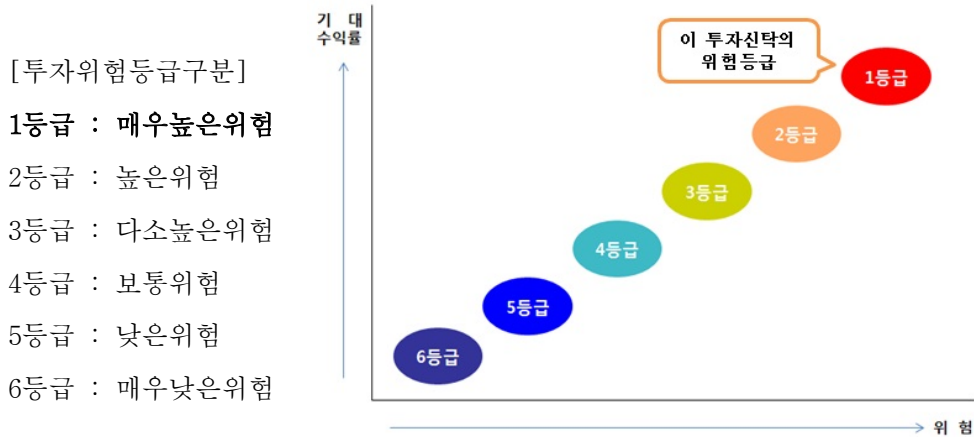 [투자위험등급구분]
1등급 : 매우높은위험
2등급 : 높은위험
3등급 : 다소높은위험
4등급 : 보통위험
5등급 : 낮은위험
6등급 : 매우낮은위험
기 대
수익률
이 투자신탁의
위험등급
1등급
2등급
3등급
4등급
5등급
6등급
위 험